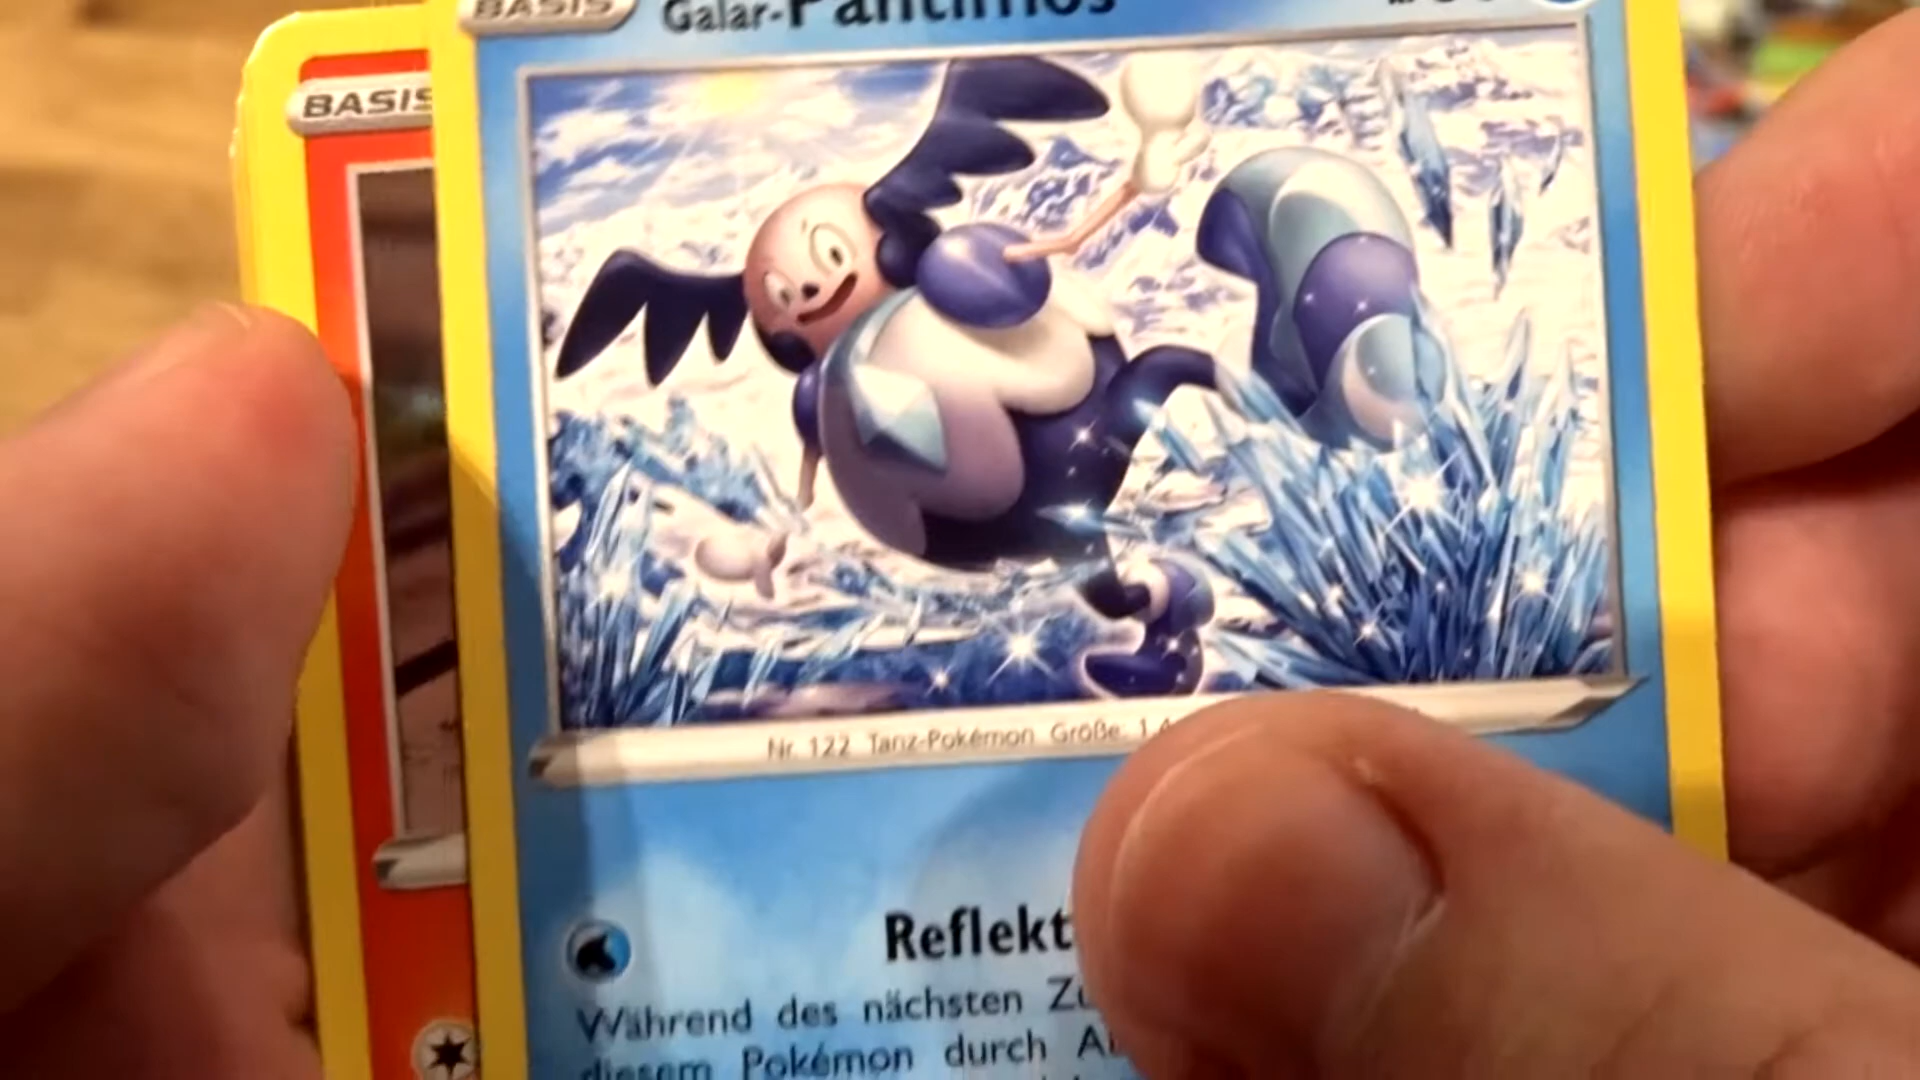 BASIS
Galar-Pantimos
BASIS
Nr. 122 Tanz-Pokémon Größe: 1,4
Reflekt
Während des nächsten Zu
diesem Pokémon durch